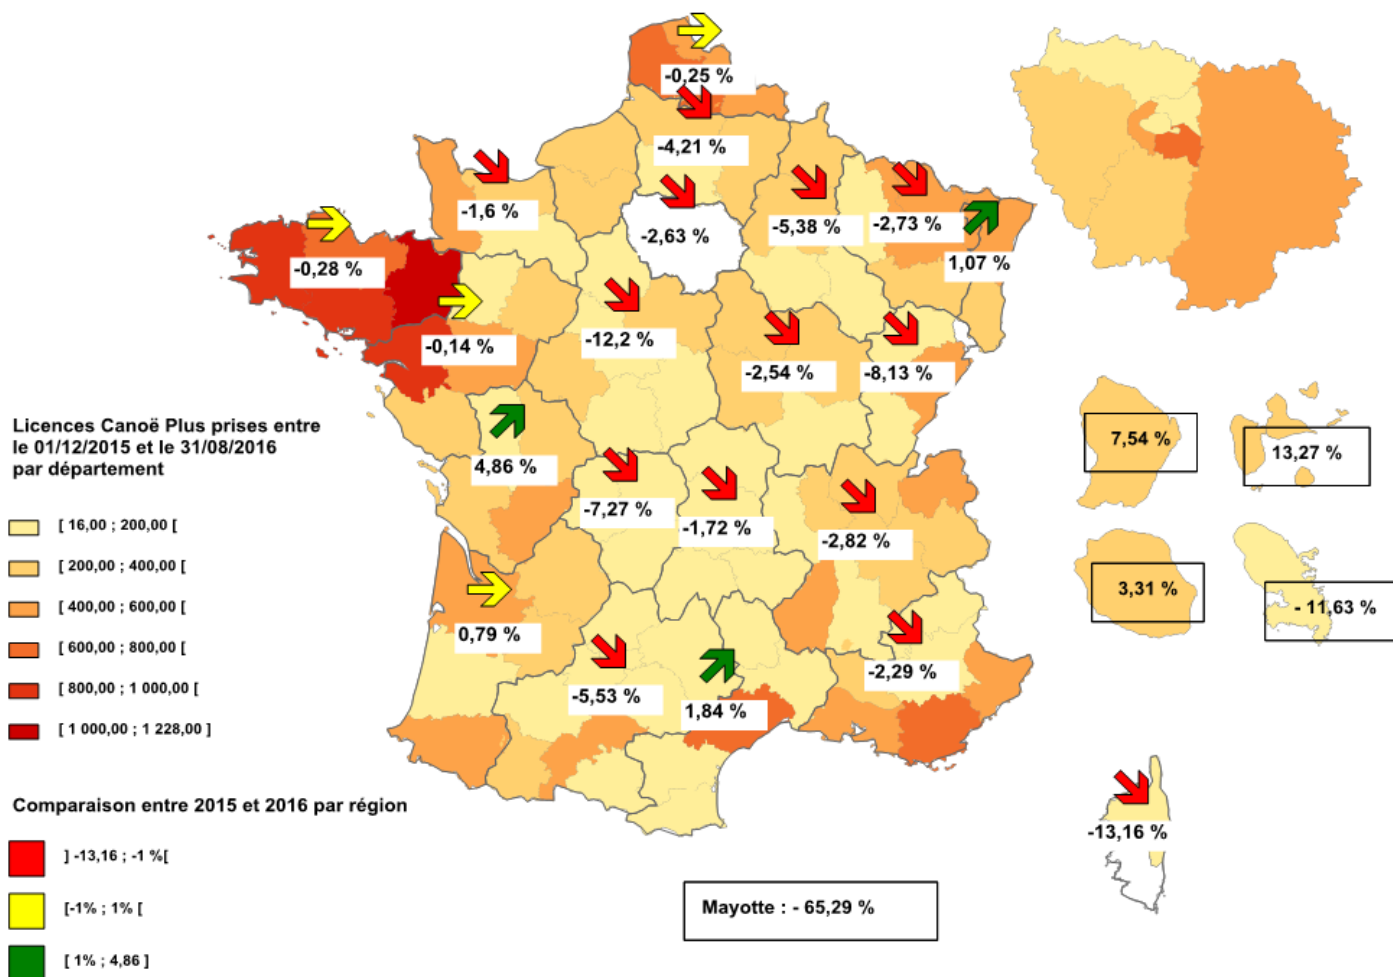 -0,25 %
-4,21 %
-1,6 %
-2,63 %
-5,38 %
-2,73 %
1,07 %
-0,28 %
-0,14 %
-12,2 %
-2,54 %
-8,13 %
Licences Canoë Plus prises entre
le 01/12/2015 et le 31/08/2016
par département
[ 16,00 ; 200,00 [
[ 200,00 ; 400,00 [
[ 400,00 ; 600,00 [
[ 600,00 ; 800,00 [
[ 800,00 ; 1 000,00 [
[ 1 000,00 ; 1 228,00 ]
4,86 %
-7,27 %
-1,72 %
-2,82 %
0,79 %
-5,53 %
1,84 %
-2,29 %
7,54 %
13,27 %
3,31 %
- 11,63 %
-13,16 %
Comparaison entre 2015 et 2016 par région
] -13,16 ; -1 %[
[-1% ; 1% [
[ 1% ; 4,86 ]
Mayotte : - 65,29 %